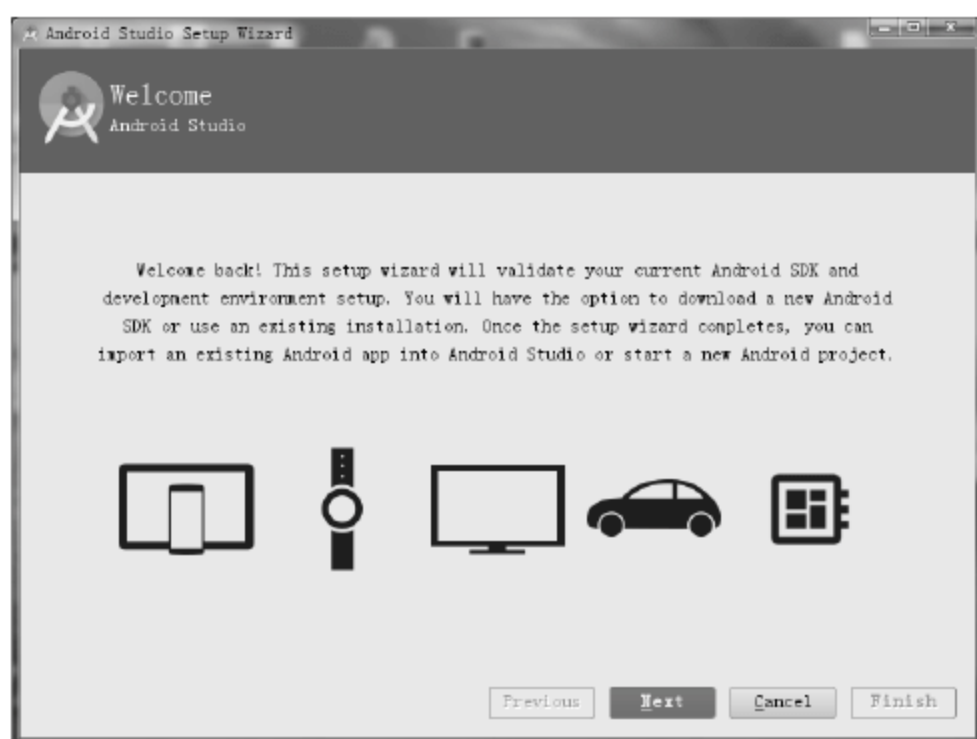 Android Studio Setup Wizard
Welcome
Android Studio
Welcome back! This setup wizard will validate your current Android SDK and
development environment setup. You will have the option to download a new Android
SDK or use an existing installation. Once the setup wizard completes, you can
import an existing Android app into Android Studio or start a new Android project.
Previous Next Cancel Finish